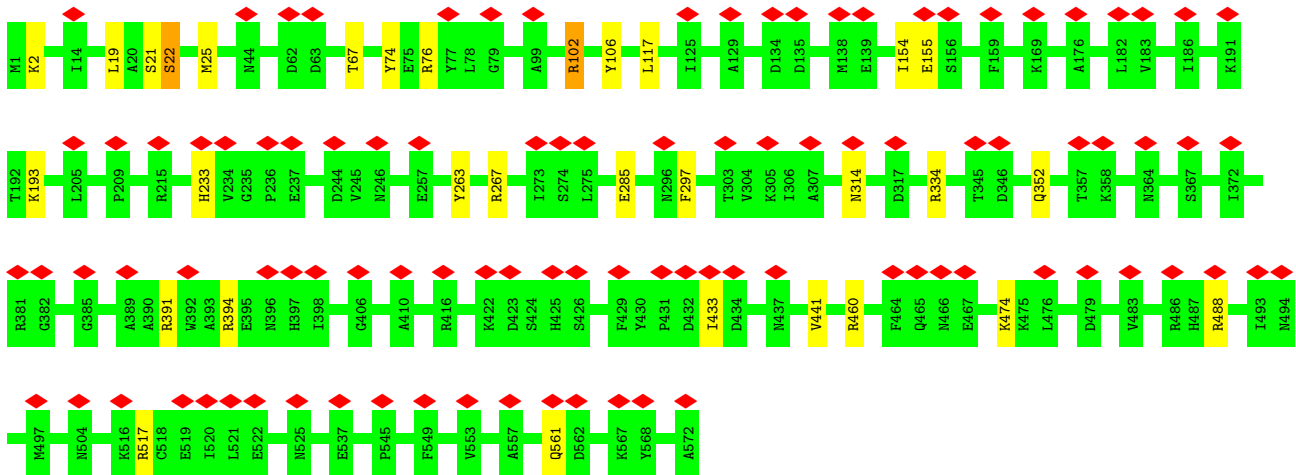 M1 K2 I14 L19 A20 S21 S22 M25 N44 D62 D63 T67 Y74 E75 R76 Y77 L78 G79 A99 R102 Y106 L117 I125 A129 D134 D135 M138 E139 I154 E155 S156 F159 K169 A176 L182 V183 I186 K191
T192 K193 L205 P209 R215 H233 V234 G235 P236 E237 D244 V245 N246 E257 Y263 R267 I273 S274 L275 E285 N296 F297 T303 V304 K305 I306 A307 N314 D317 R334 T345 D346 Q352 T357 K358 N364 S367 I372
R381 G382 G385 A389 A390 R391 W392 A393 R394 E395 N396 H397 I398 G406 A410 R416 K422 D423 S424 H425 S426 F429 Y430 P431 D432 I433 D434 N437 V441 R460 F464 Q465 N466 E467 K474 K475 L476 D479 V483 R486 H487 R488 I493 N494
M497 N504 K516 R517 C518 E519 I520 L521 E522 N525 E537 P545 F549 V553 A557 Q561 D562 K567 Y568 A572